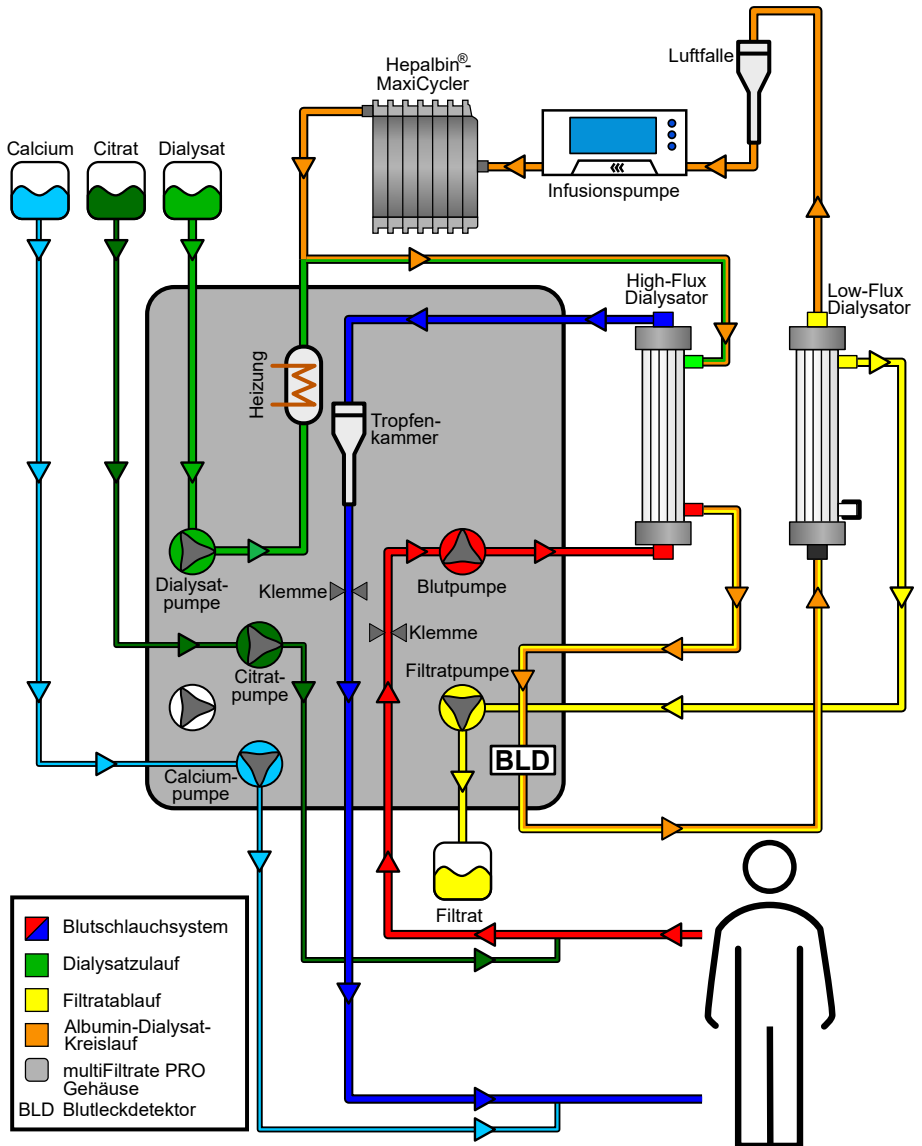 Hepalbin®-
MaxiCycler
Luftfalle
Infusionspumpe
Calcium
Citrat
Dialysat
High-Flux
Dialysator
Low-Flux
Dialysator
Heizung
Tropfen-
kammer
Dialysat-
pumpe
Klemme
Blutpumpe
Klemme
Citrat-
pumpe
Filtratpumpe
BLD
Calcium-
pumpe
Filtrat
Blutschlauchsystem
Dialysatzulauf
Filtratablauf
Albumin-Dialysat-
Kreislauf
multiFiltrate PRO
Gehäuse
BLD Blutleckdetektor